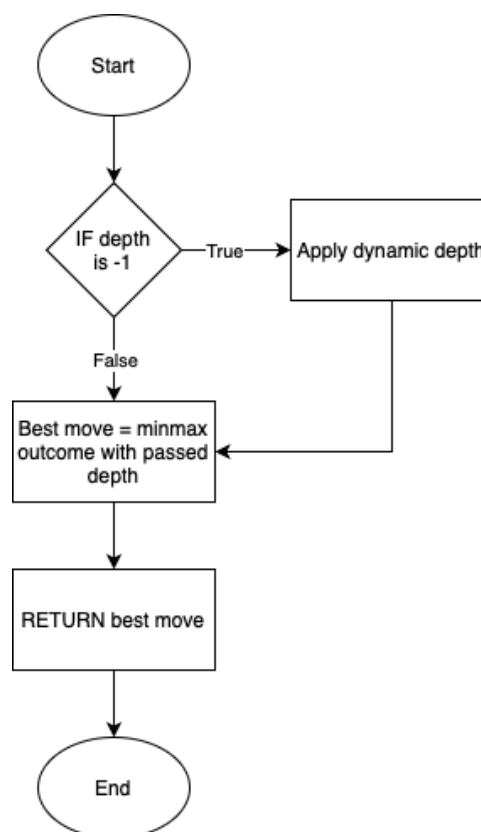 Start
IF depth
is -1
True
Apply dynamic depth
False
Best move = minmax
outcome with passed
depth
RETURN best move
End